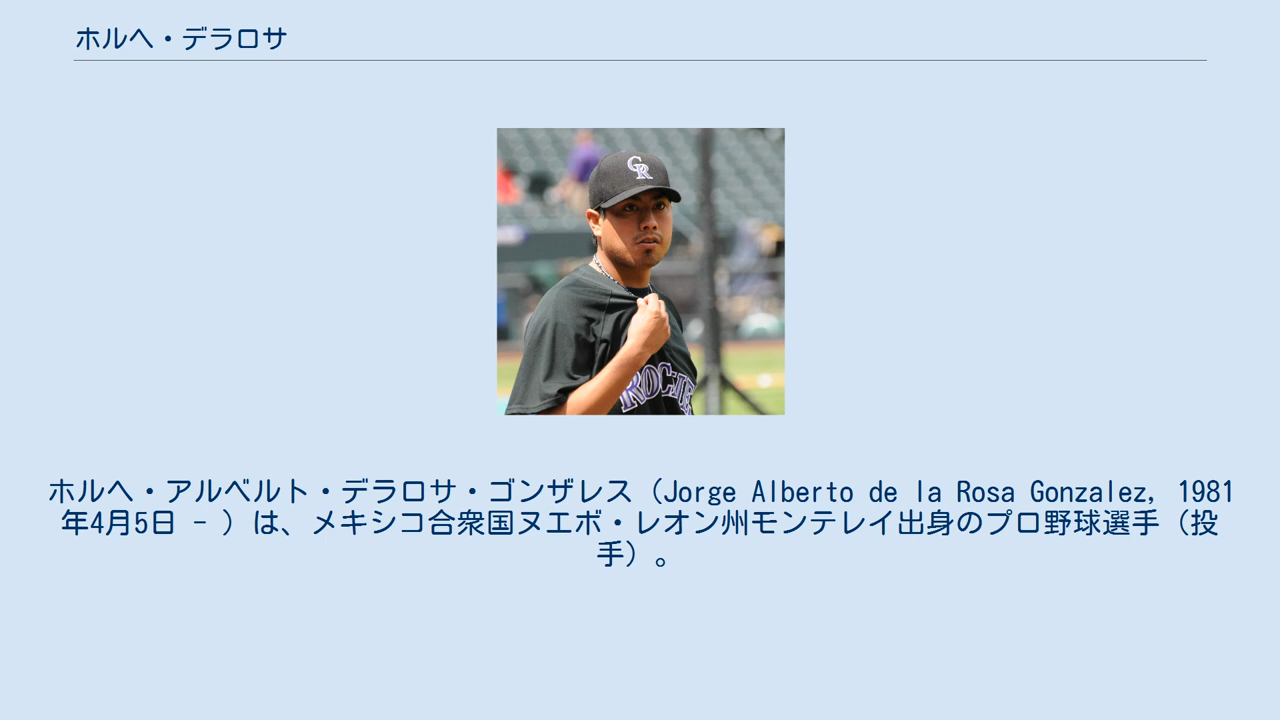 ホルヘ・デラロサ
CR
ROCKIE
ホルヘ・アルベルト・デラロサ・ゴンザレス（Jorge Alberto de la Rosa Gonzalez, 1981
年4月5日 - ）は、メキシコ合衆国ヌエボ・レオン州モンテレイ出身のプロ野球選手（投
手）。